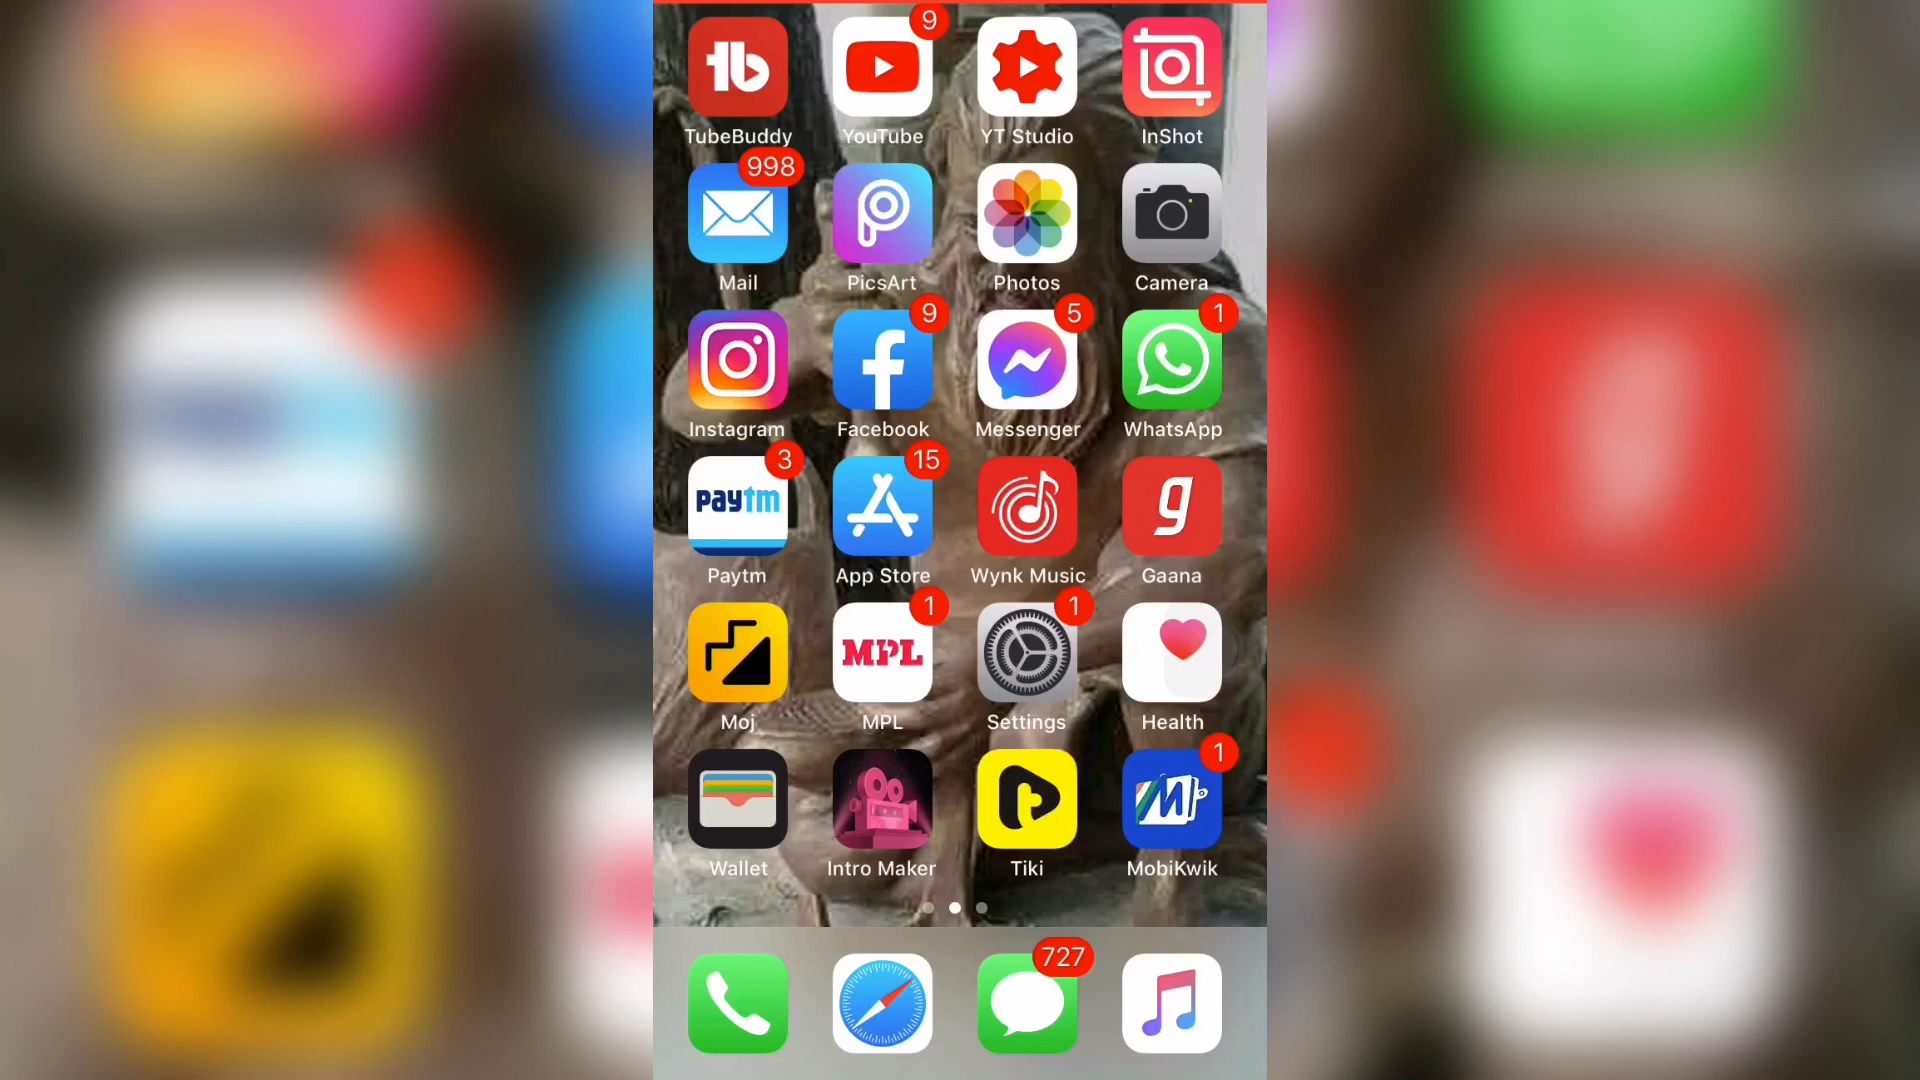 9
TubeBuddy YouTube YT Studio InShot
998
Mail PicsArt Photos Camera
9 5 1
Instagram Facebook Messenger WhatsApp
3 15
paytm g
Paytm App Store Wynk Music Gaana
1 1
MPL
Moj MPL Settings Health
1
Wallet Intro Maker Tiki MobiKwik
727